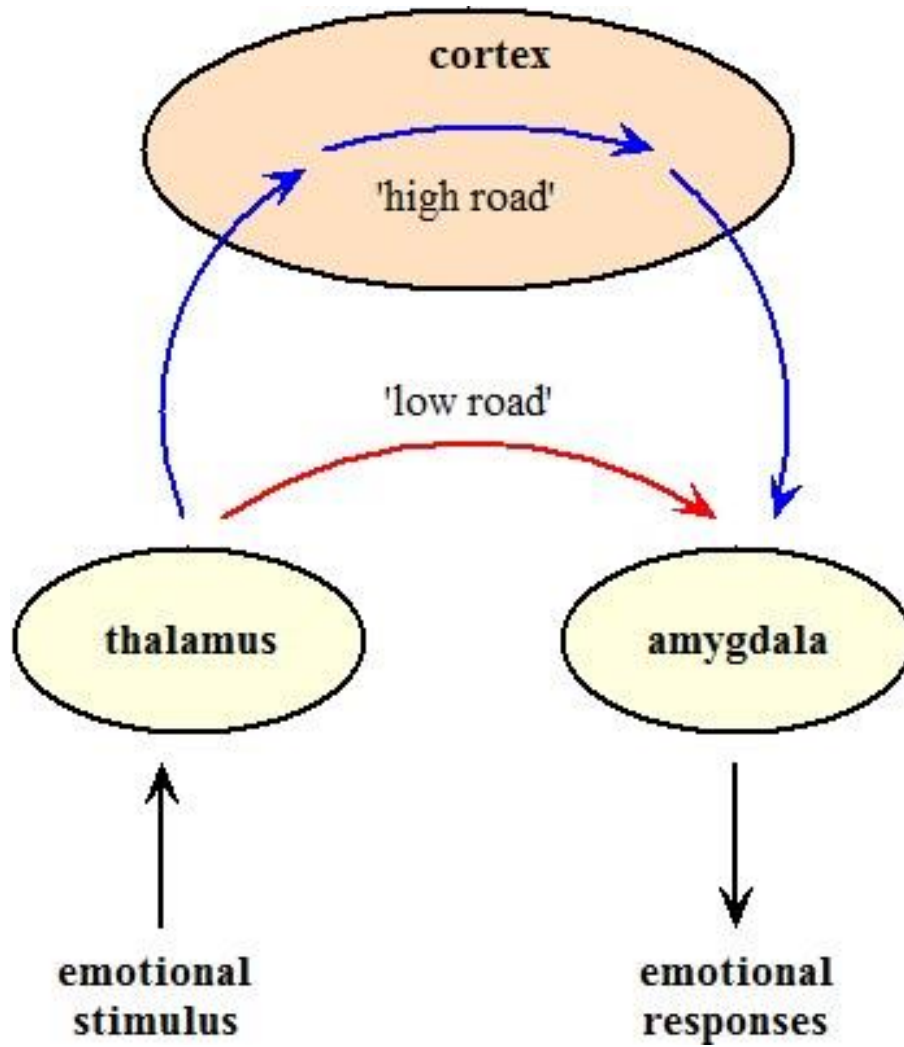 cortex
'high road'
'low road'
thalamus
amygdala
emotional
stimulus
emotional
responses